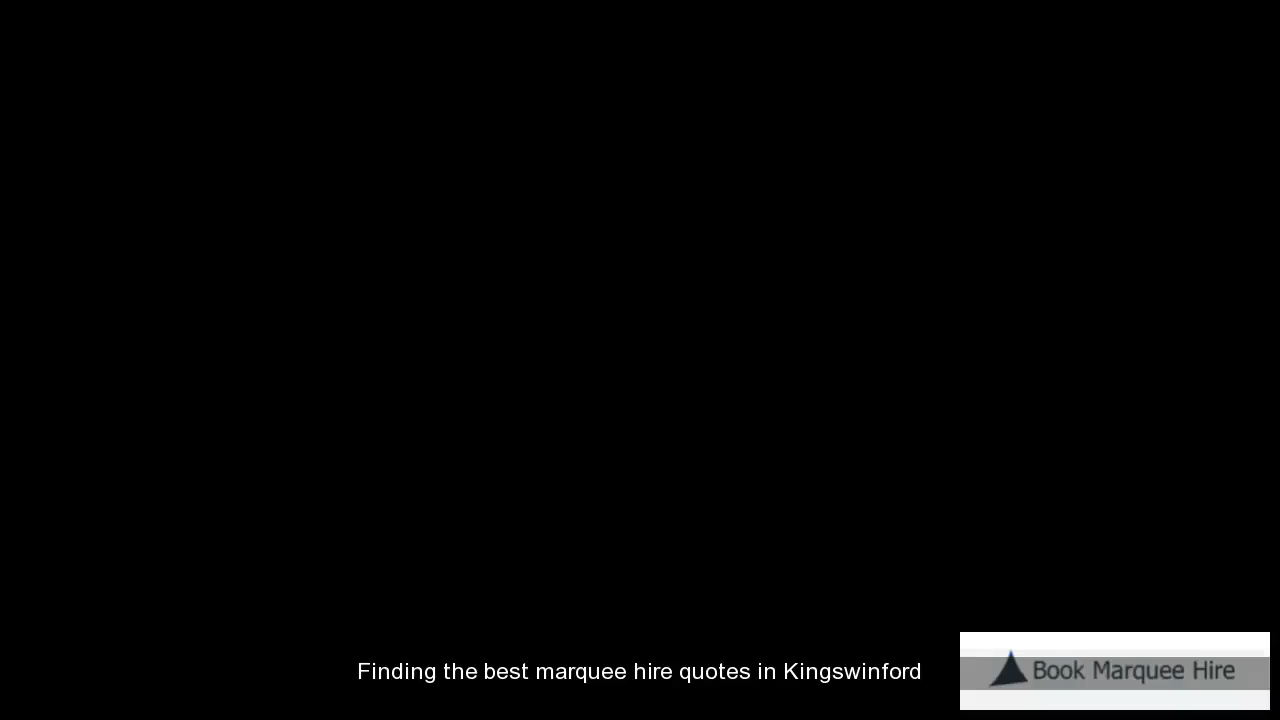 Finding the best marquee hire quotes in Kingswinford
Book Marquee Hire